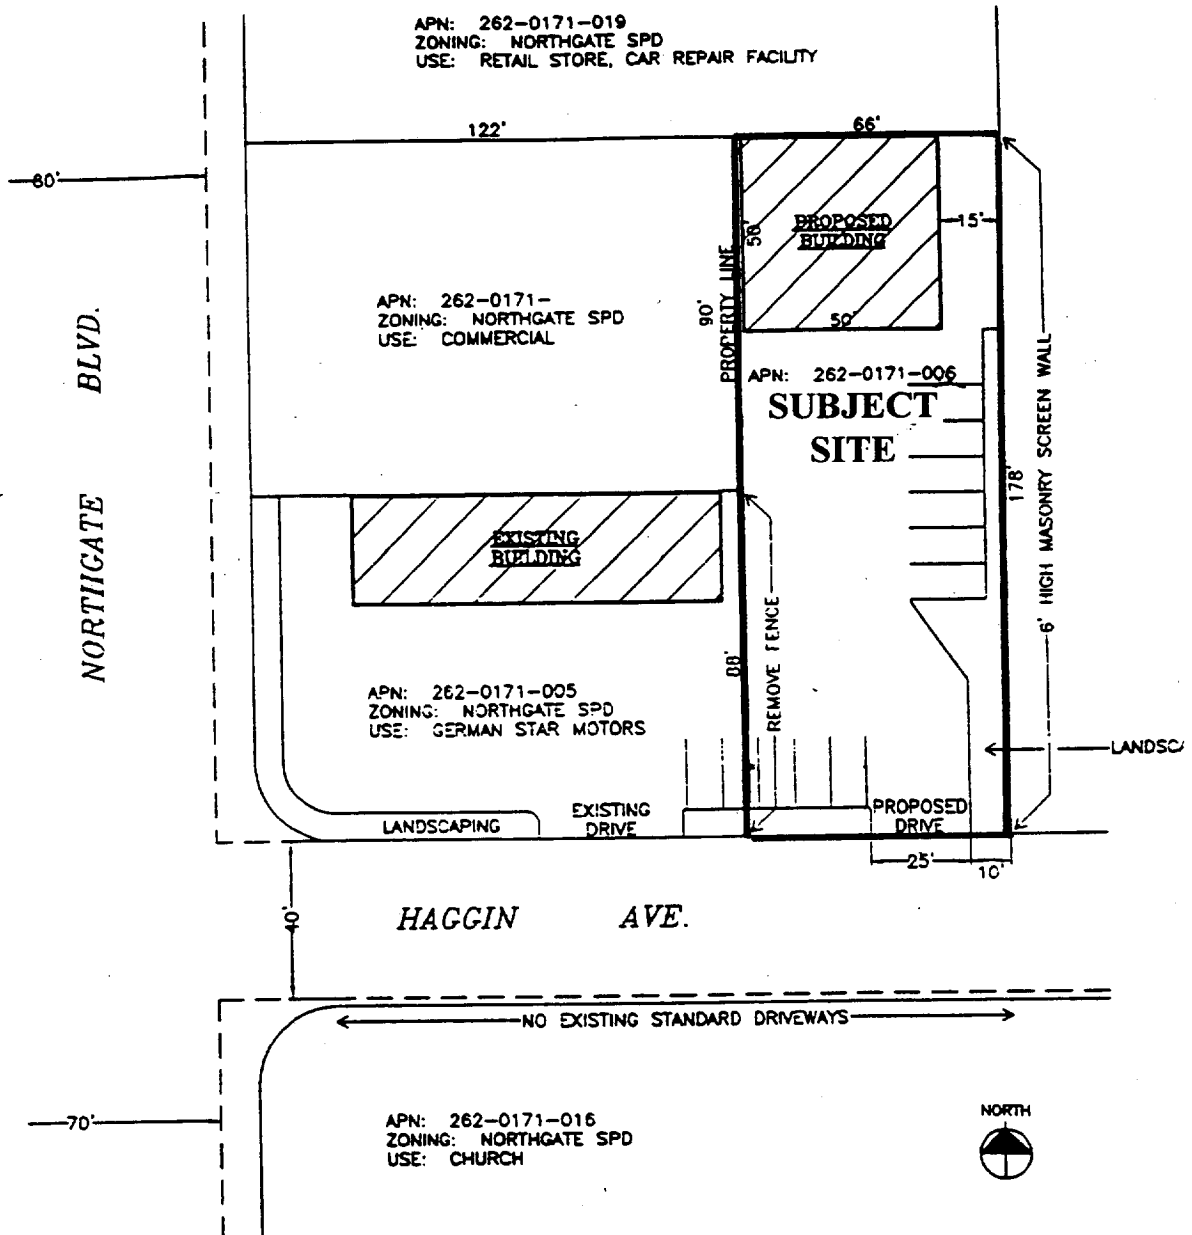 APN: 262-0171-019
ZONING: NORTHGATE SPD
USE: RETAIL STORE, CAR REPAIR FACILITY
122'
66'
60'
PROPOSED
BUILDING
50'
15'
50'
PROPERTY LINE
90'
APN: 262-0171-
ZONING: NORTHGATE SPD
USE: COMMERCIAL
NORTHGATE BLVD.
APN: 262-0171-006
SUBJECT
SITE
178'
6' HIGH MASONRY SCREEN WALL
EXISTING
BUILDING
REMOVE FENCE
88'
APN: 262-0171-005
ZONING: NORTHGATE SPD
USE: GERMAN STAR MOTORS
LANDSCA
LANDSCAPING
EXISTING
DRIVE
PROPOSED
DRIVE
25'
10'
40'
HAGGIN AVE.
NO EXISTING STANDARD DRIVEWAYS
70'
APN: 262-0171-016
ZONING: NORTHGATE SPD
USE: CHURCH
NORTH